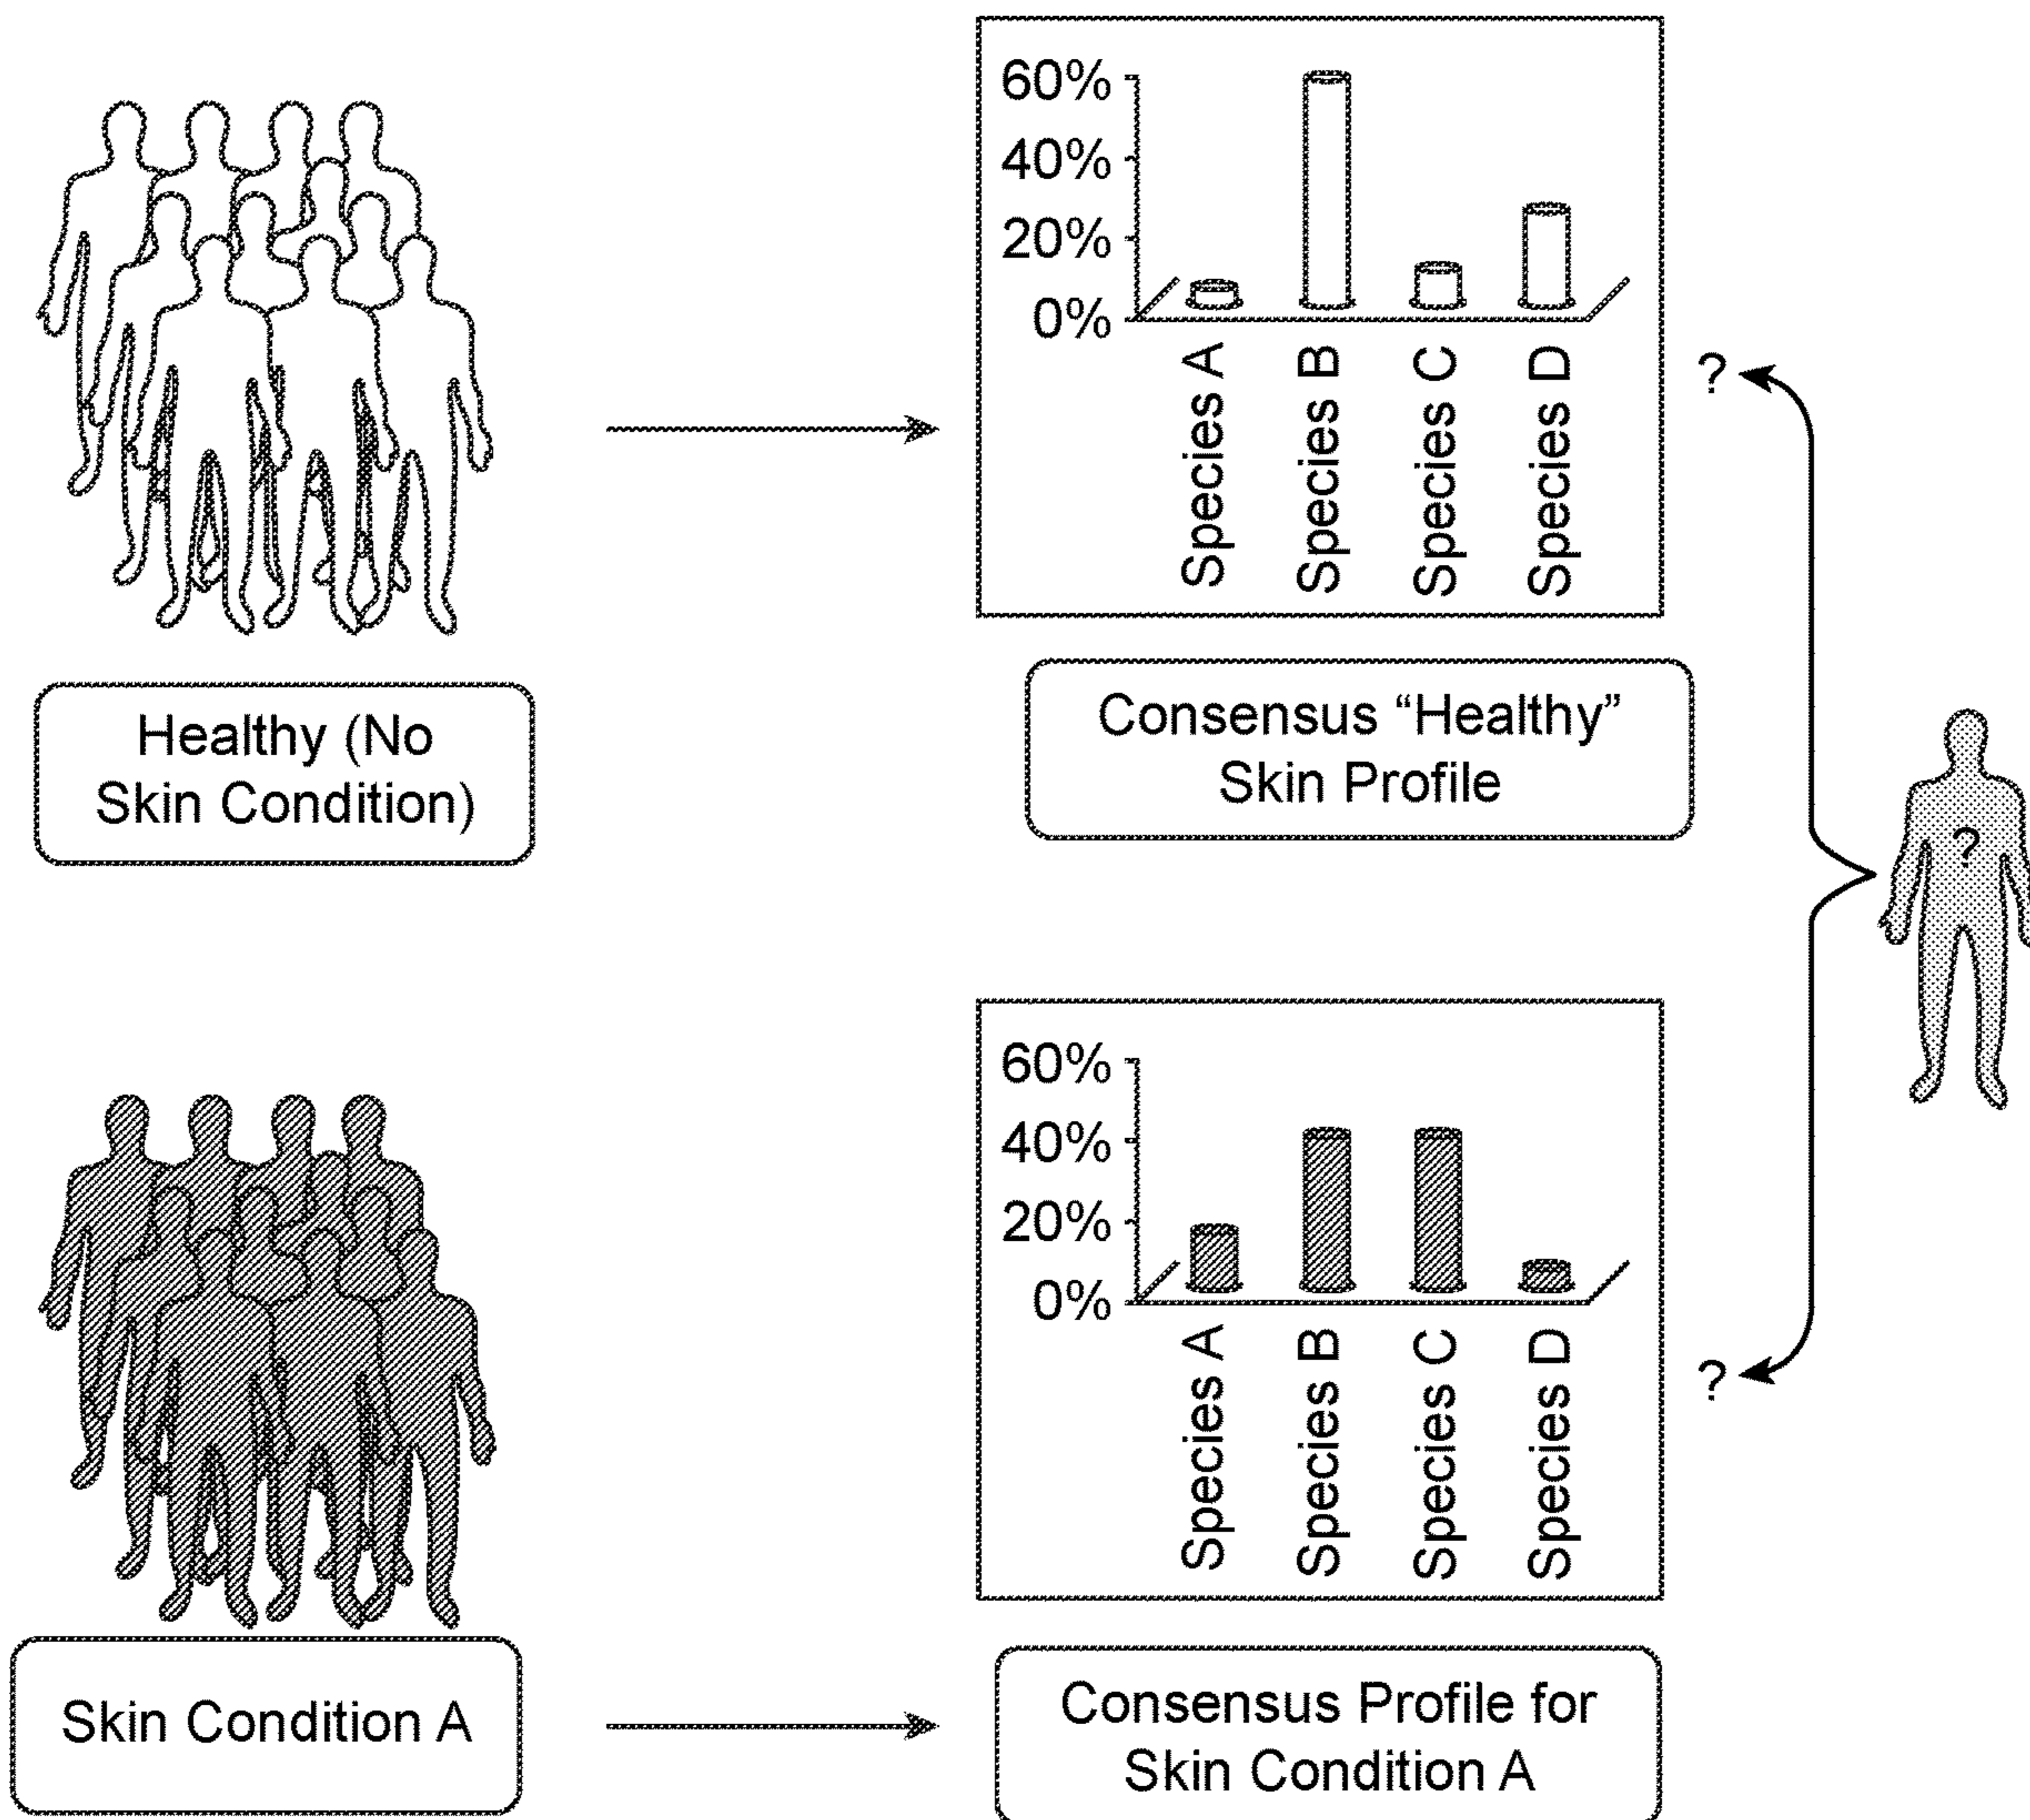 60%
40%
20%
0%
Species A
Species B
Species C
Species D
?
Healthy (No
Skin Condition)
Consensus “Healthy”
Skin Profile
?
60%
40%
20%
0%
Species A
Species B
Species C
Species D
?
Skin Condition A
Consensus Profile for
Skin Condition A